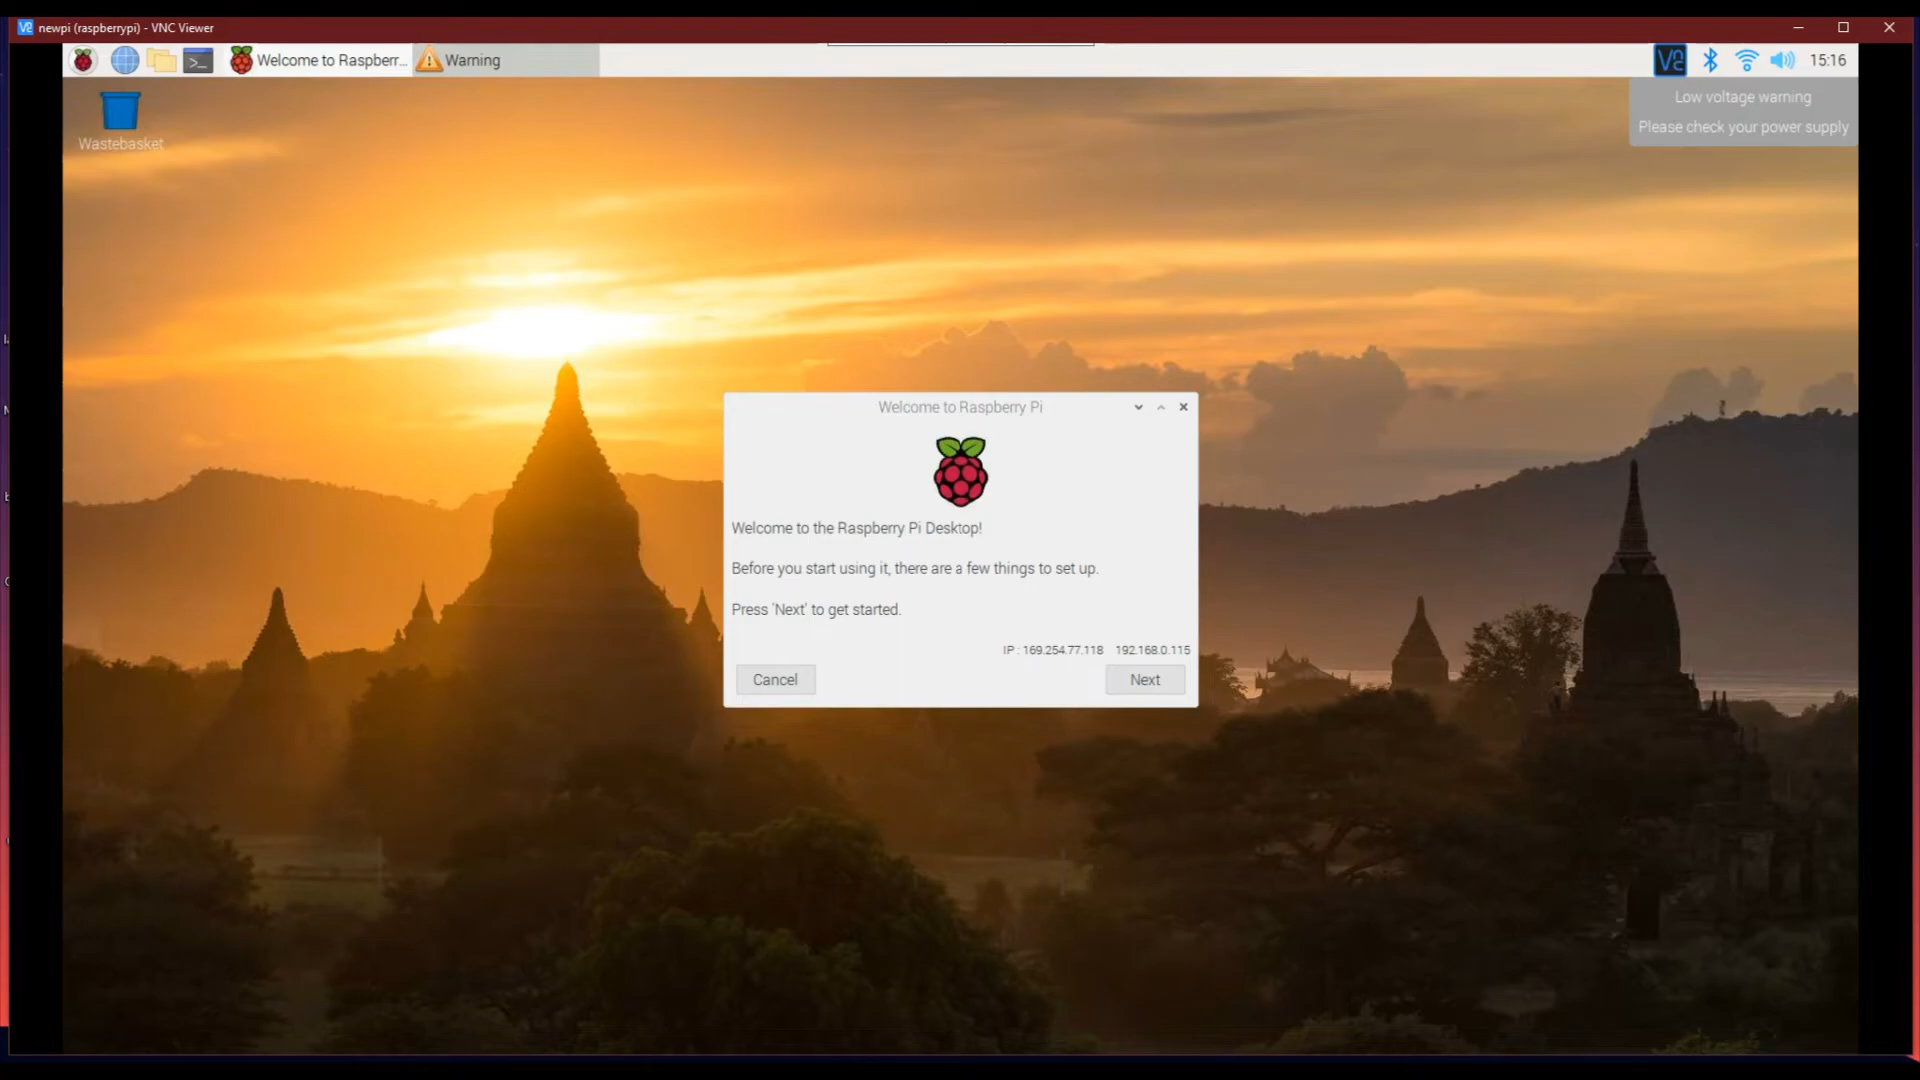 newpi (raspberrypi) - VNC Viewer
Welcome to Raspberr... Warning 15:16
Low voltage warning
Please check your power supply
Wastebasket
Welcome to Raspberry Pi
Welcome to the Raspberry Pi Desktop!
Before you start using it, there are a few things to set up.
Press 'Next' to get started.
IP : 169.254.77.118 192.168.0.115
Cancel Next